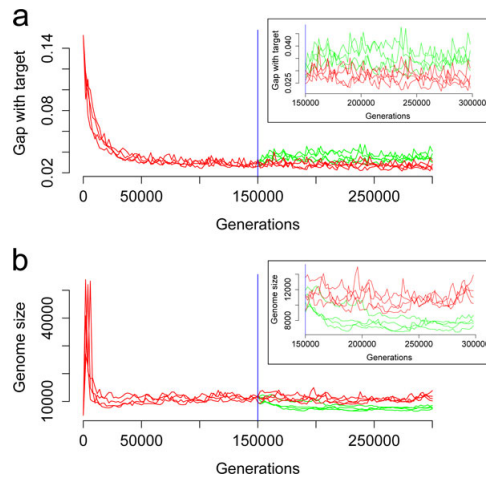 a
Gap with target
0.14
0.08
0.02
0
50000
150000
250000
Generations
Gap with target
0.040
0.025
150000
200000
250000
300000
Generations
b
Genome size
40000
10000
0
50000
150000
250000
Generations
Genome size
12000
8000
150000
200000
250000
300000
Generations